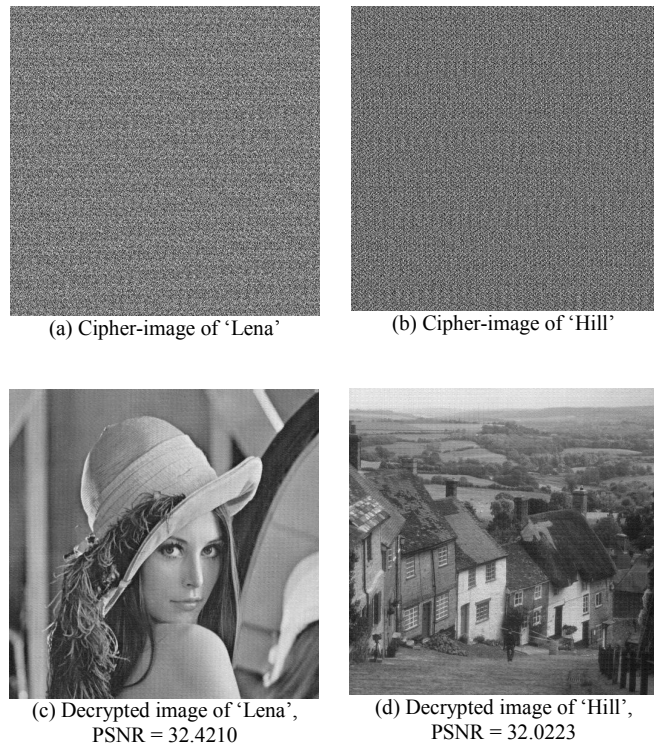 (a) Cipher-image of ‘Lena’
(b) Cipher-image of ‘Hill’
(c) Decrypted image of ‘Lena’,
PSNR = 32.4210
(d) Decrypted image of ‘Hill’,
PSNR = 32.0223